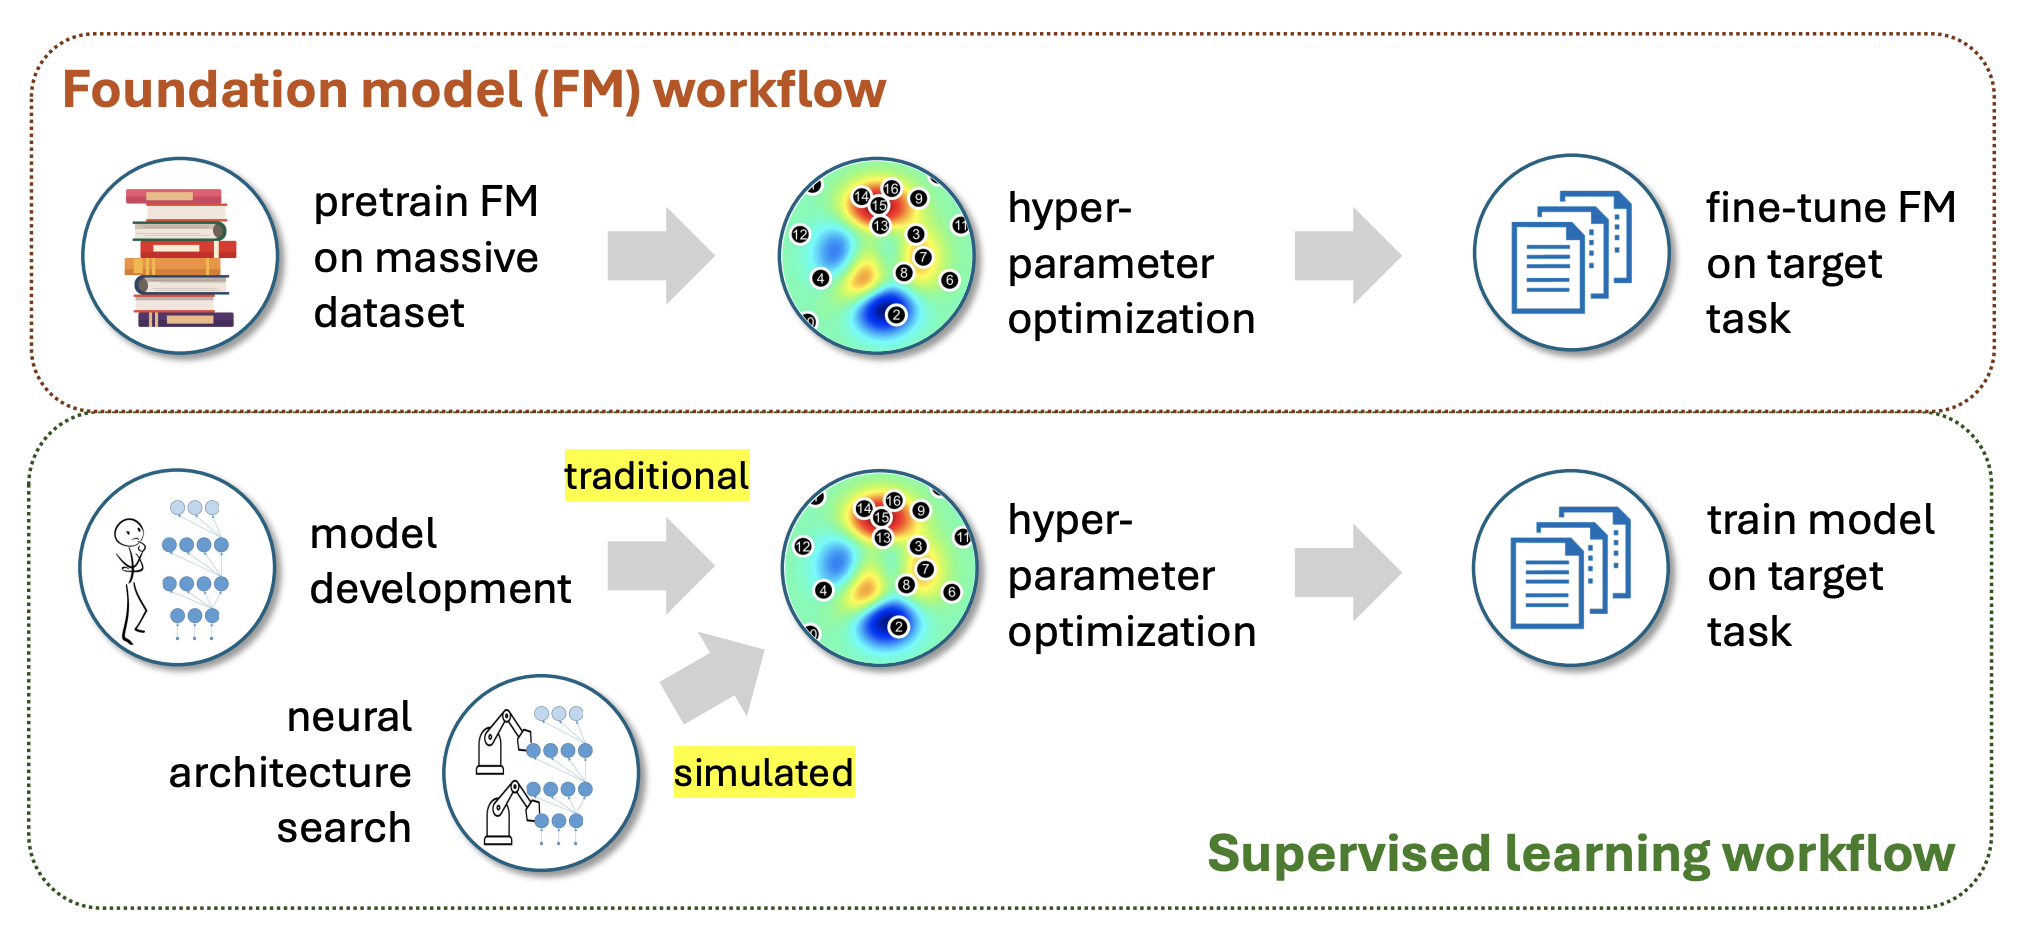 Foundation model (FM) workflow
pretrain FM
on massive
dataset
14 16 9
15
13 11
12 3
7
8
4 6
2
hyper-
parameter
optimization
fine-tune FM
on target
task
traditional
model
development
14 16 9
15
13 11
12 3
7
8
4 6
2
hyper-
parameter
optimization
train model
on target
task
neural
architecture
search
simulated
Supervised learning workflow